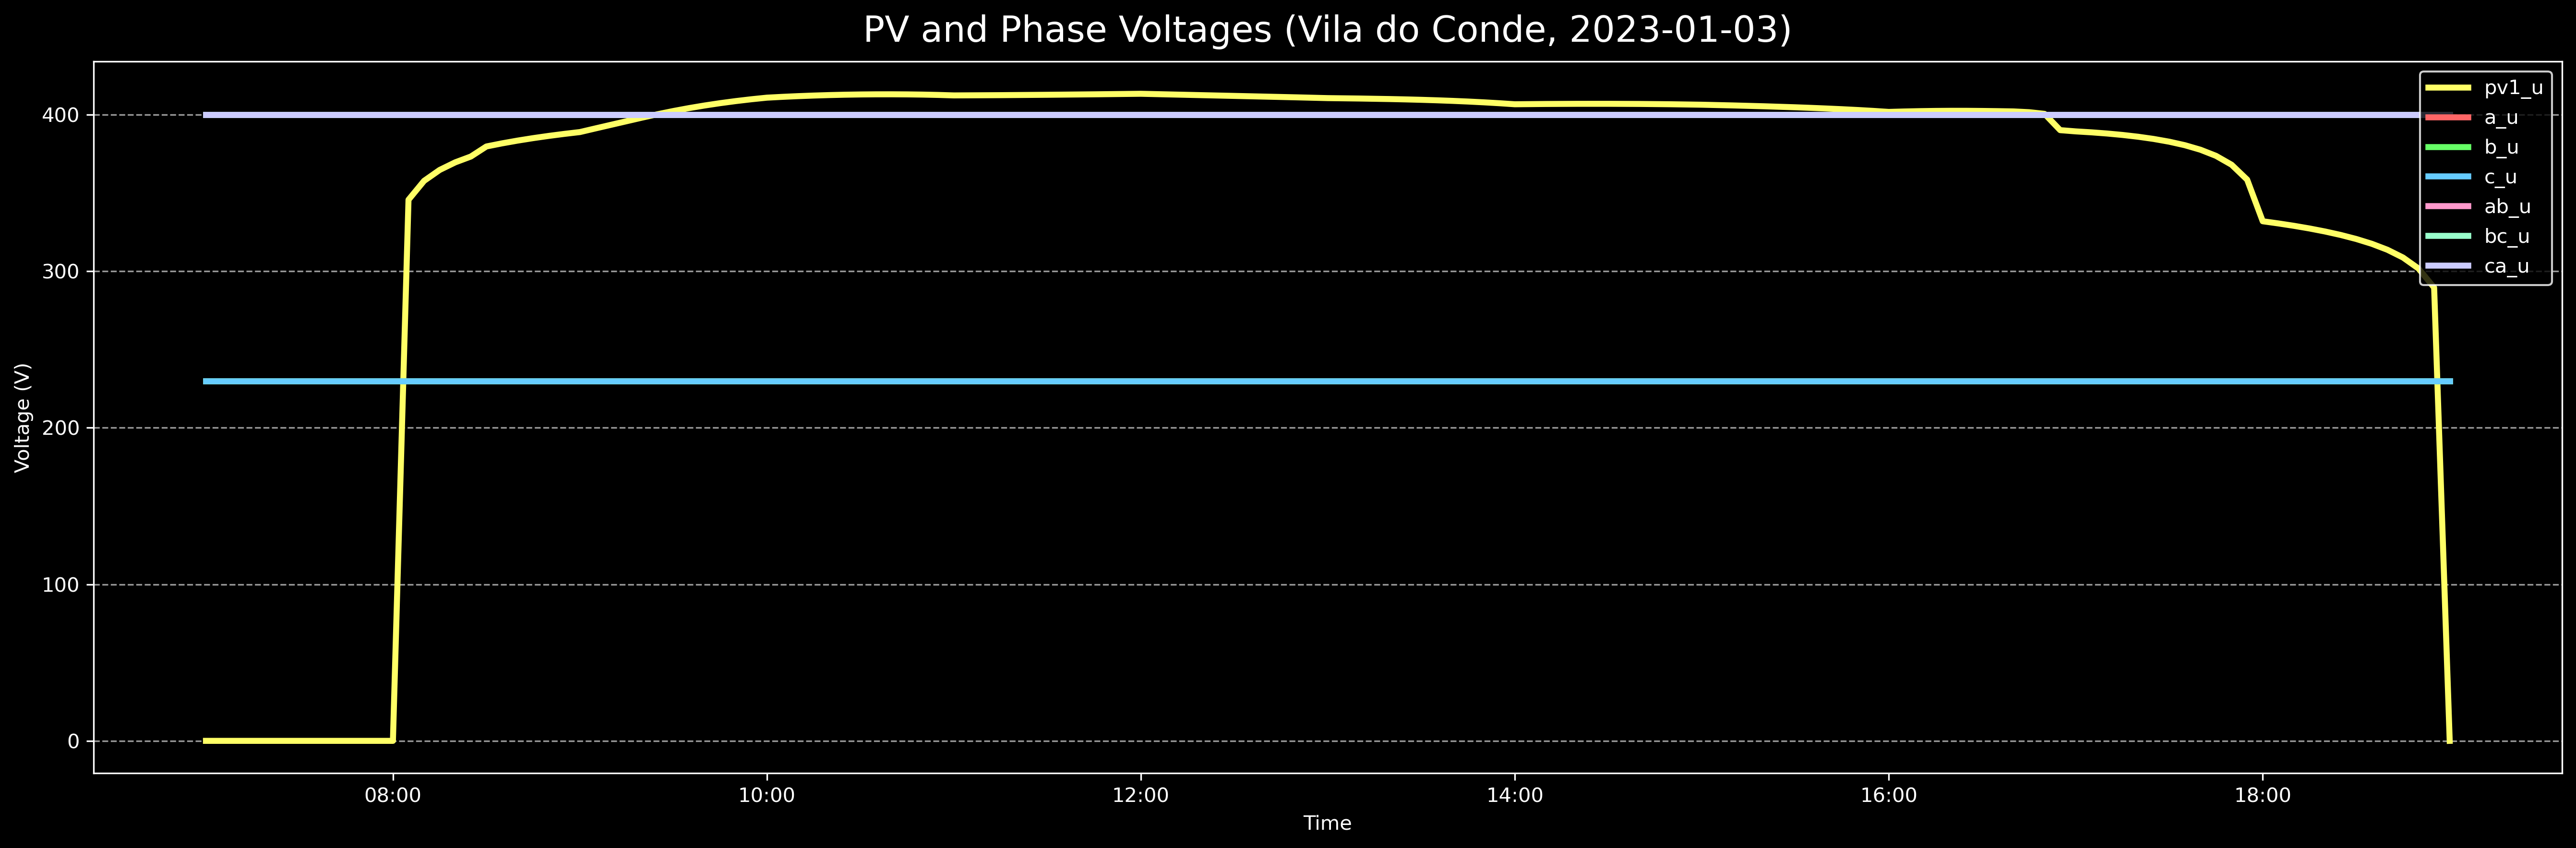 PV and Phase Voltages (Vila do Conde, 2023-01-03)
Voltage (V)
400
300
200
100
0
08:00
10:00
12:00
14:00
16:00
18:00
Time
pv1_u
a_u
b_u
c_u
ab_u
bc_u
ca_u